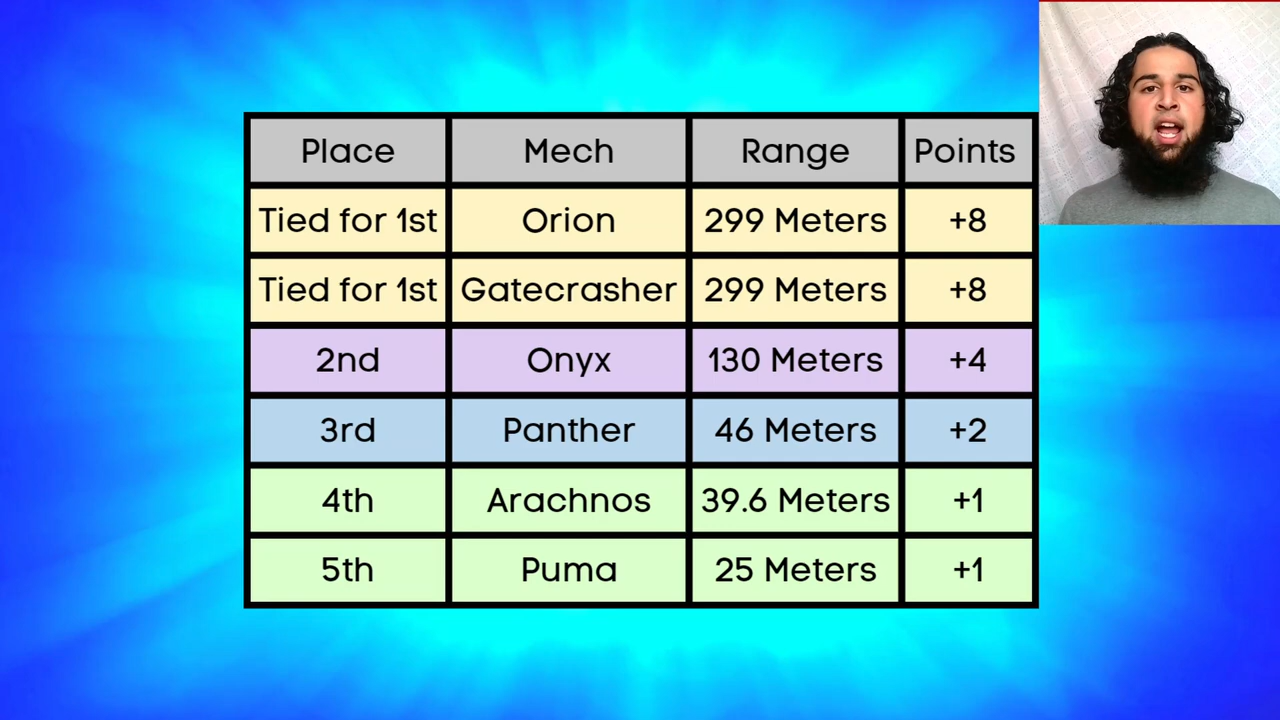 Place Mech Range Points
Tied for 1st Orion 299 Meters +8
Tied for 1st Gatecrasher 299 Meters +8
2nd Onyx 130 Meters +4
3rd Panther 46 Meters +2
4th Arachnos 39.6 Meters +1
5th Puma 25 Meters +1